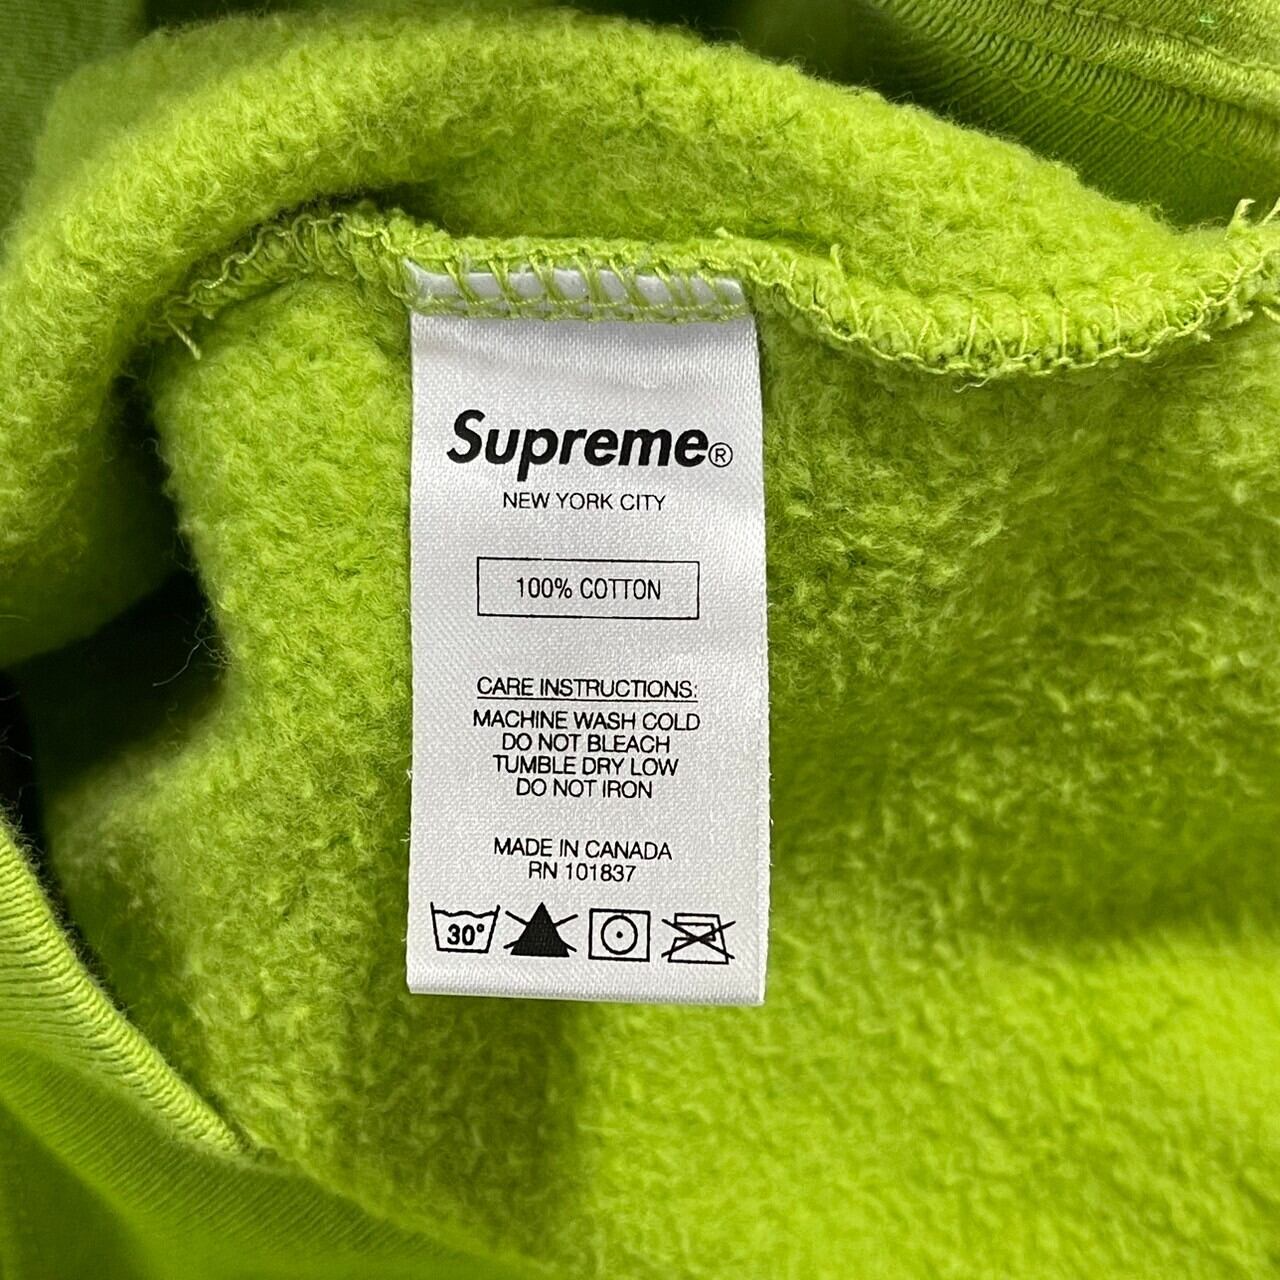 Supreme®
NEW YORK CITY
100% COTTON
CARE INSTRUCTIONS:
MACHINE WASH COLD
DO NOT BLEACH
TUMBLE DRY LOW
DO NOT IRON
MADE IN CANADA
RN 101837
30°